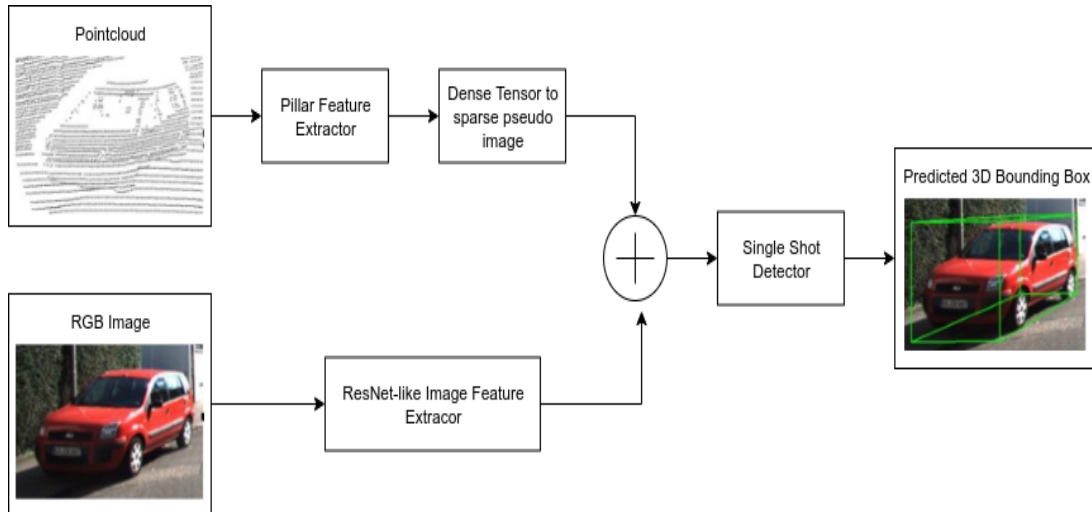 Pointcloud
Pillar Feature
Extractor
Dense Tensor to
sparse pseudo
image
RGB Image
ResNet-like Image Feature
Extracor
Single Shot
Detector
Predicted 3D Bounding Box